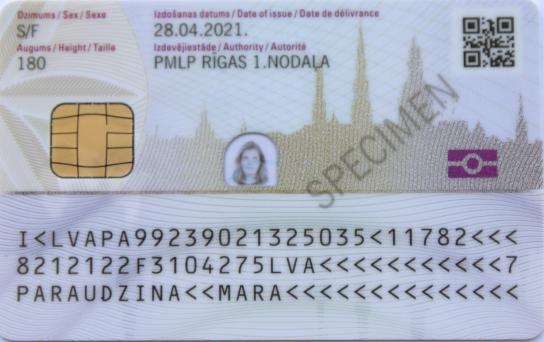 Dzimums / Sex / Sexe
S/F
Augums / Height / Taille
180
Izdošanas datums / Date of issue / Date de délivrance
28.04.2021.
Izdevējiestāde / Authority / Autorité
PMLP RĪGAS 1.NODAĻA
SPECIMEN
I<LVAPA99239021325035<11782<<<
8212122F3104275LVA<<<<<<<<<<<7
PARAUDZINA<<MARA<<<<<<<<<<<<<<